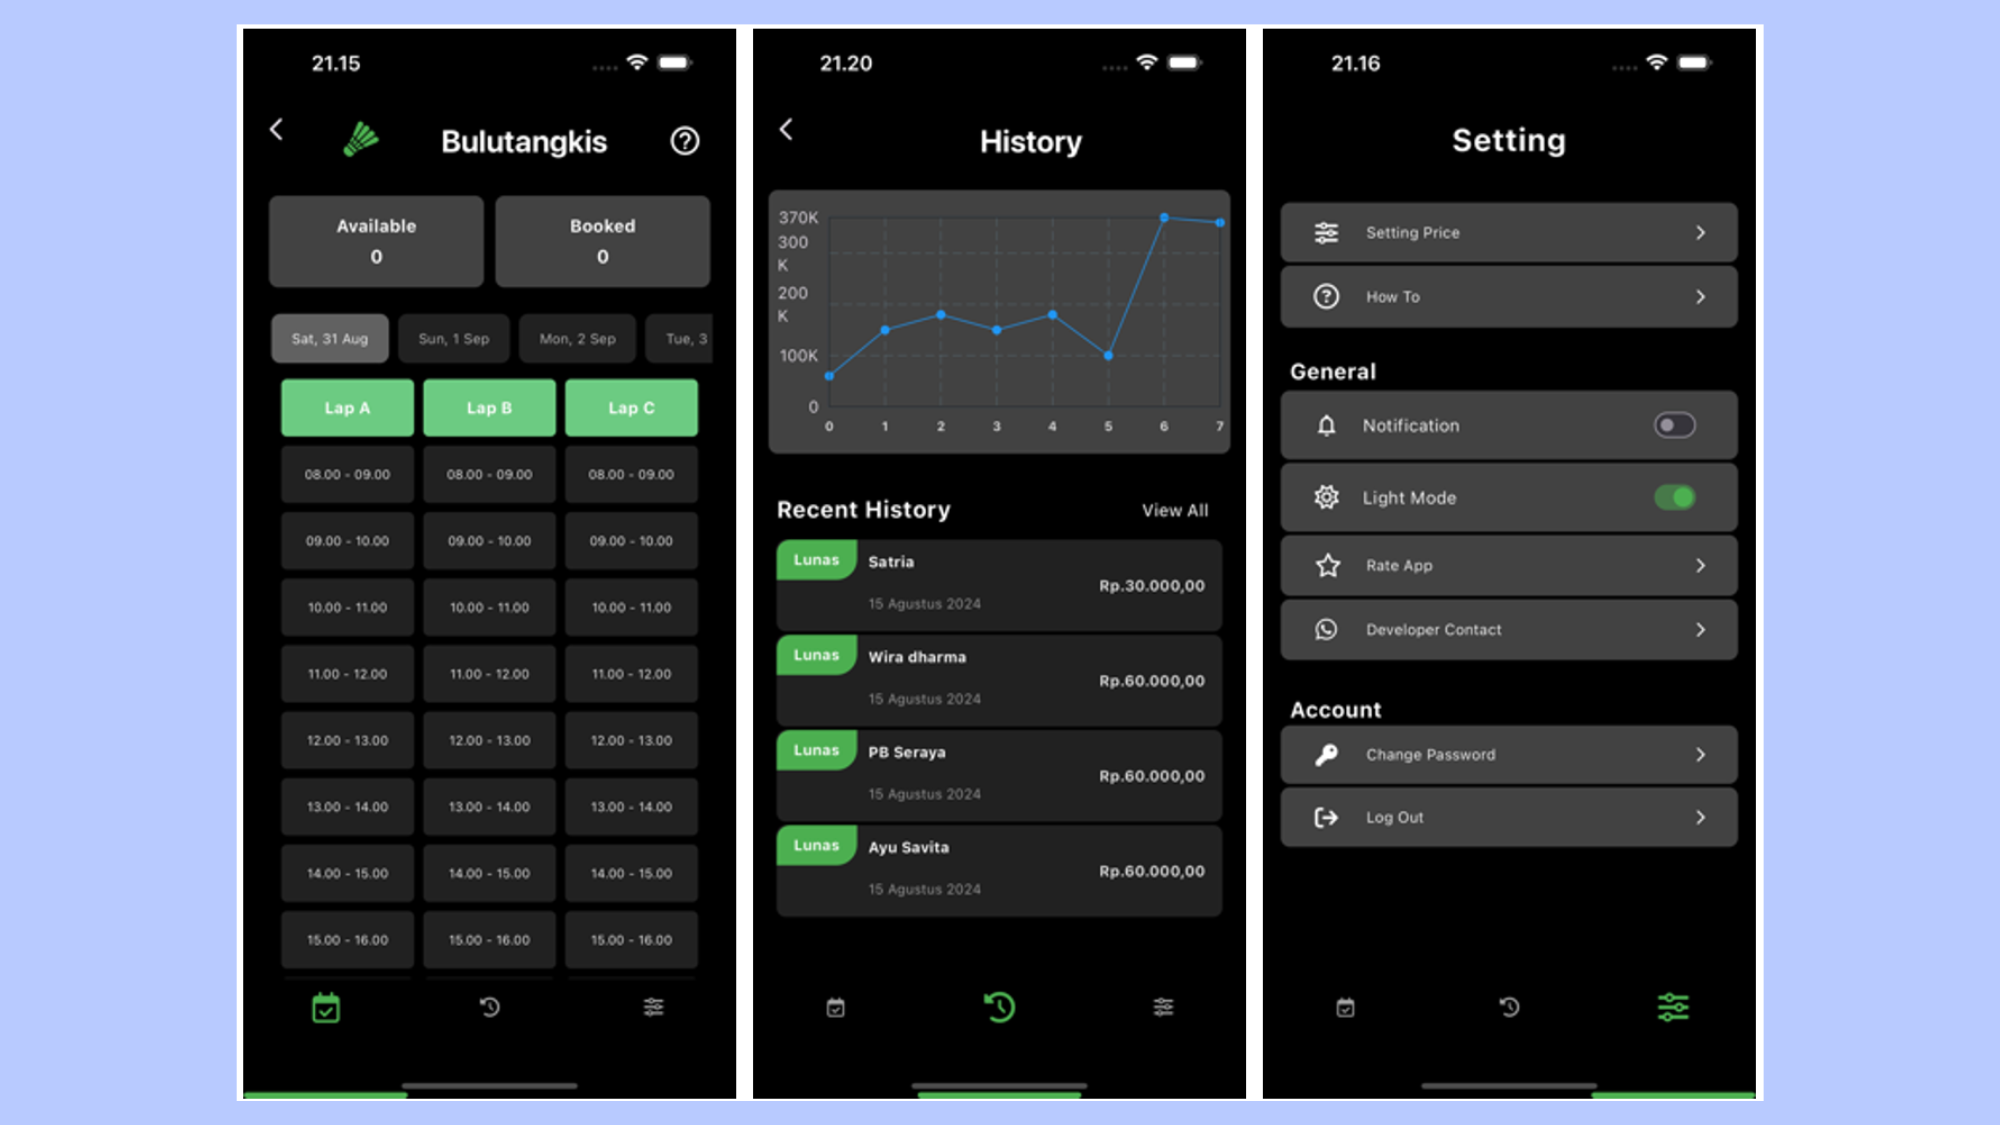 21.15
Bulutangkis
Available
0
Booked
0
Sat, 31 Aug
Sun, 1 Sep
Mon, 2 Sep
Tue, 3
Lap A
Lap B
Lap C
08.00 - 09.00
08.00 - 09.00
08.00 - 09.00
09.00 - 10.00
09.00 - 10.00
09.00 - 10.00
10.00 - 11.00
10.00 - 11.00
10.00 - 11.00
11.00 - 12.00
11.00 - 12.00
11.00 - 12.00
12.00 - 13.00
12.00 - 13.00
12.00 - 13.00
13.00 - 14.00
13.00 - 14.00
13.00 - 14.00
14.00 - 15.00
14.00 - 15.00
14.00 - 15.00
15.00 - 16.00
15.00 - 16.00
15.00 - 16.00
21.20
History
370K
300
K
200
K
100K
0
0 1 2 3 4 5 6 7
Recent History
View All
Lunas
Satria
15 Agustus 2024
Rp.30.000,00
Lunas
Wira dharma
15 Agustus 2024
Rp.60.000,00
Lunas
PB Seraya
15 Agustus 2024
Rp.60.000,00
Lunas
Ayu Savita
15 Agustus 2024
Rp.60.000,00
21.16
Setting
Setting Price
How To
General
Notification
Light Mode
Rate App
Developer Contact
Account
Change Password
Log Out